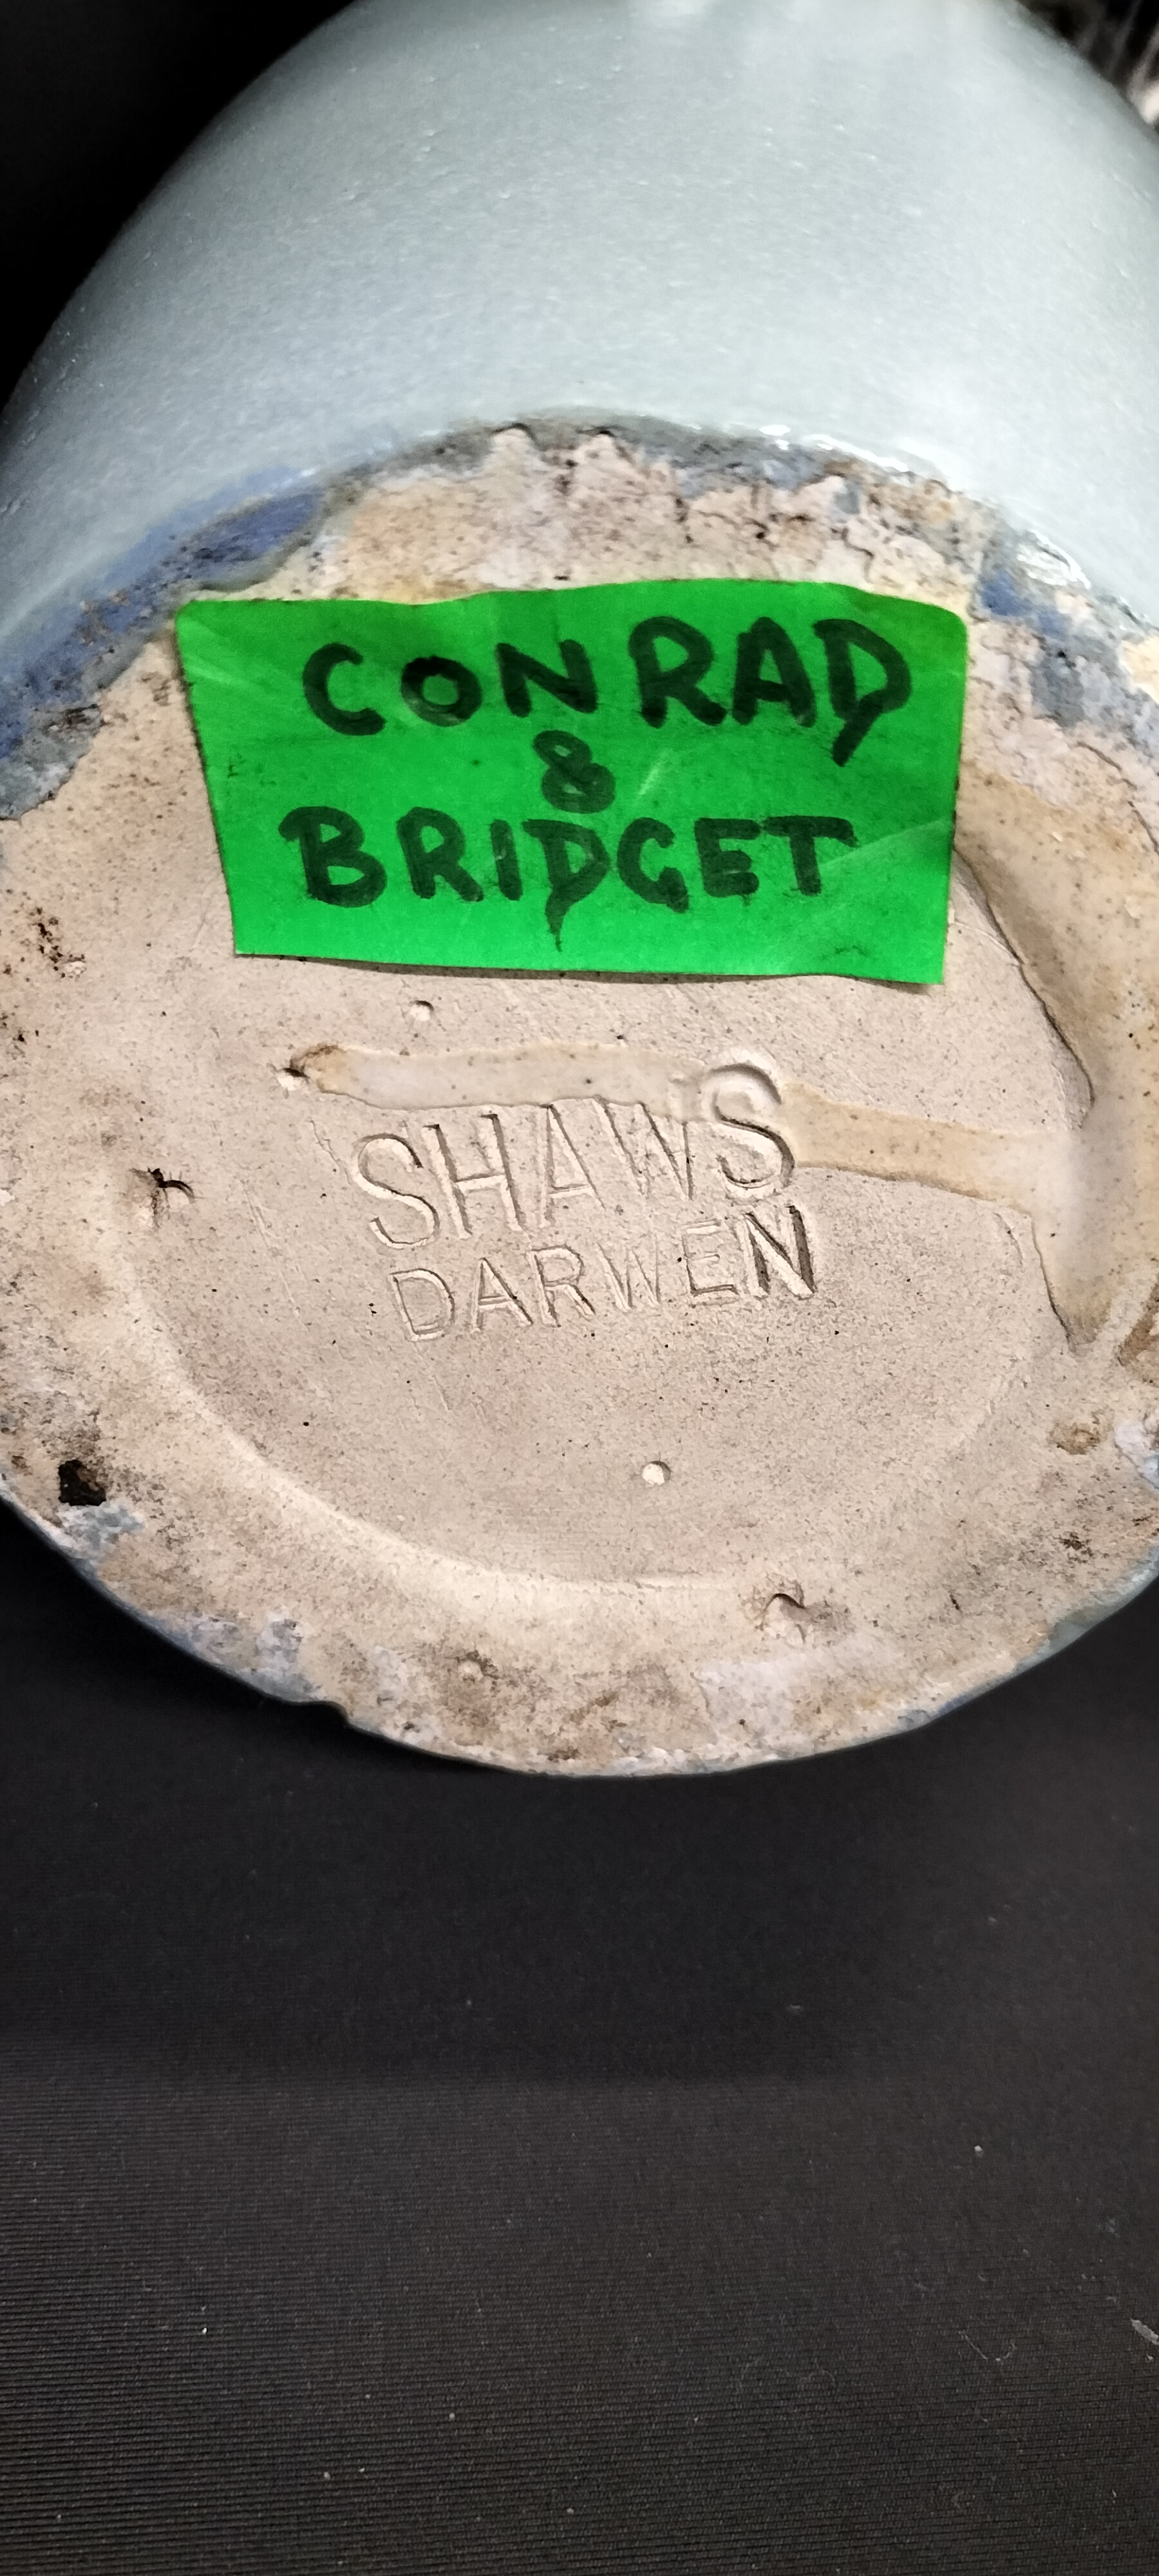 CONRAD
&
BRIDGET
SHAWS
DARWEN